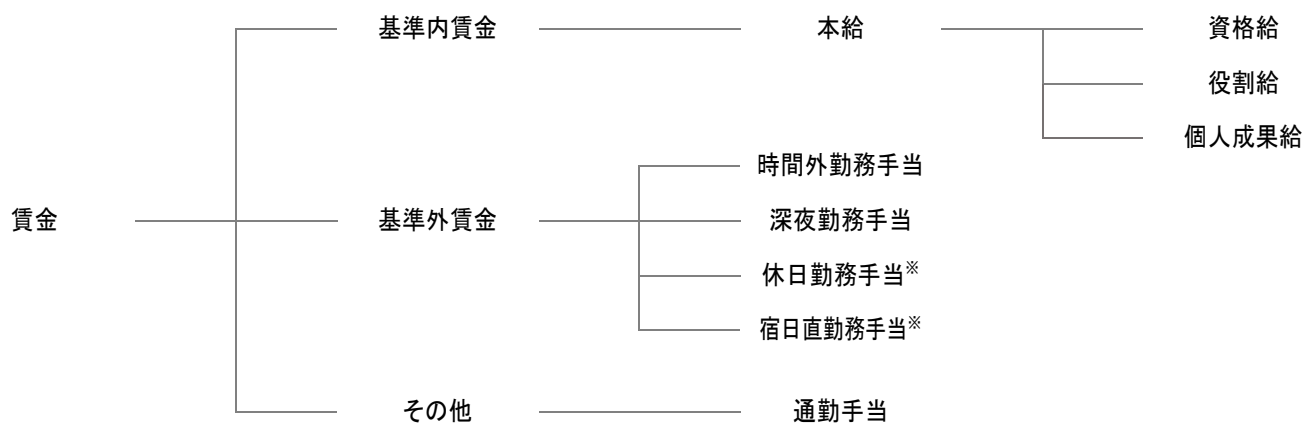 基準内賃金
本給
資格給
役割給
個人成果給
時間外勤務手当
賃金
基準外賃金
深夜勤務手当
休日勤務手当※
宿日直勤務手当※
その他
通勤手当